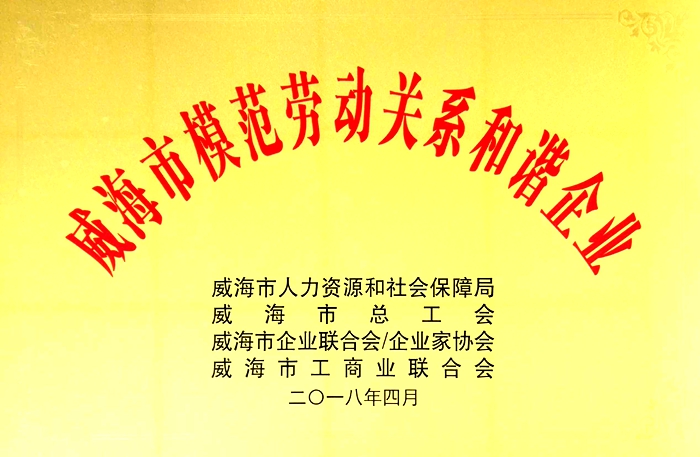 威海市模范劳动关系和谐企业
威海市人力资源和社会保障局
威海市总工会
威海市企业联合会/企业家协会
威海市工商业联合会
二〇一八年四月